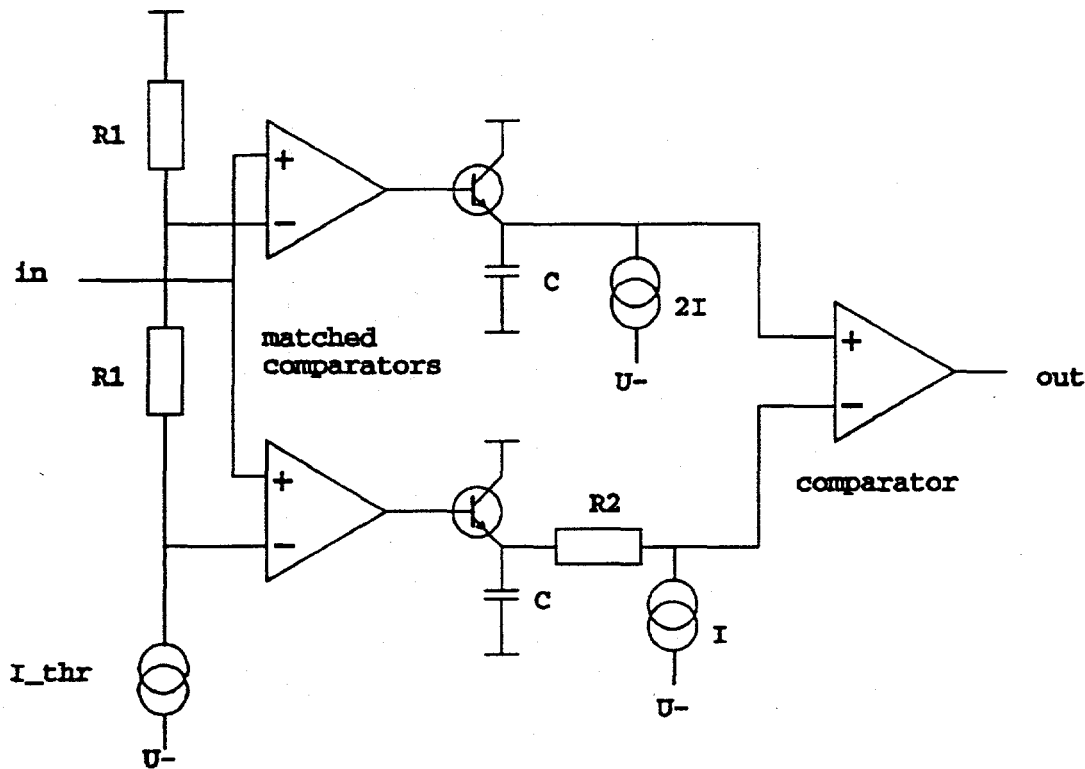 R1
+
−
in
C
2I
matched
comparators
U-
+
−
out
R1
comparator
+
−
R2
C
I
I_thr
U-
U-